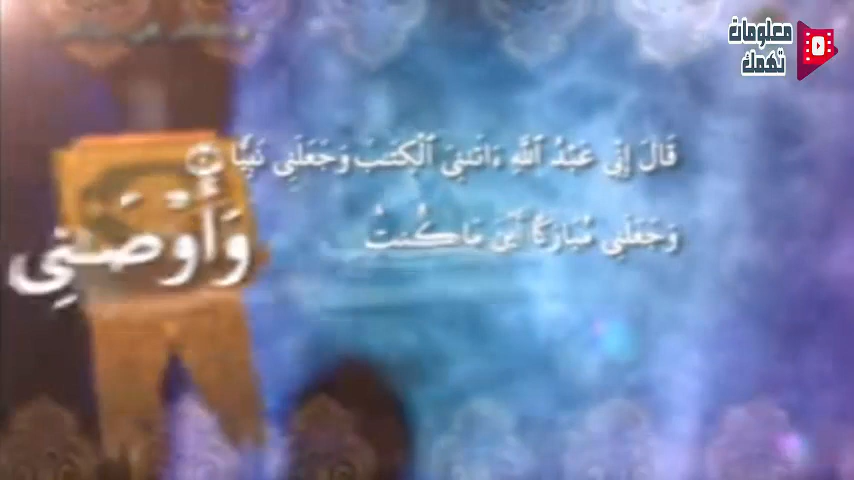 معلومات
تهمك
قَالَ إِنِّى عَبْدُ ٱللَّهِ ءَاتَىٰنِىَ ٱلْكِتَٰبَ وَجَعَلَنِى نَبِيًّا
وَجَعَلَنِى مُبَارَكًا أَيْنَ مَا كُنتُ
وَأَوْصَٰنِى